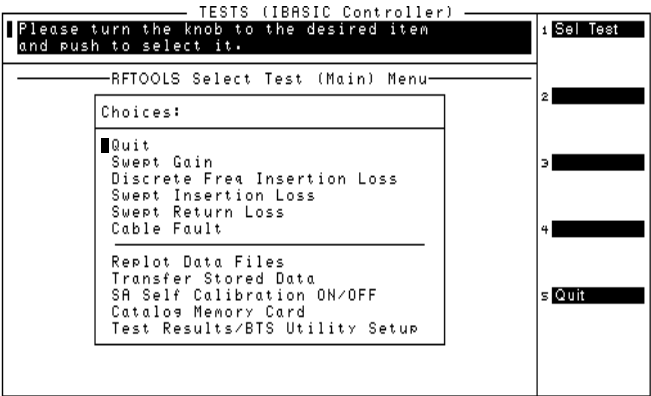 TESTS (IBASIC Controller)
Please turn the knob to the desired item
and push to select it.
RFTOOLS Select Test (Main) Menu
Choices:
Quit
Swept Gain
Discrete Freq Insertion Loss
Swept Insertion Loss
Swept Return Loss
Cable Fault
Replot Data Files
Transfer Stored Data
SA Self Calibration ON/OFF
Catalog Memory Card
Test Results/BTS Utility Setup
1 Sel Test
2
3
4
5 Quit